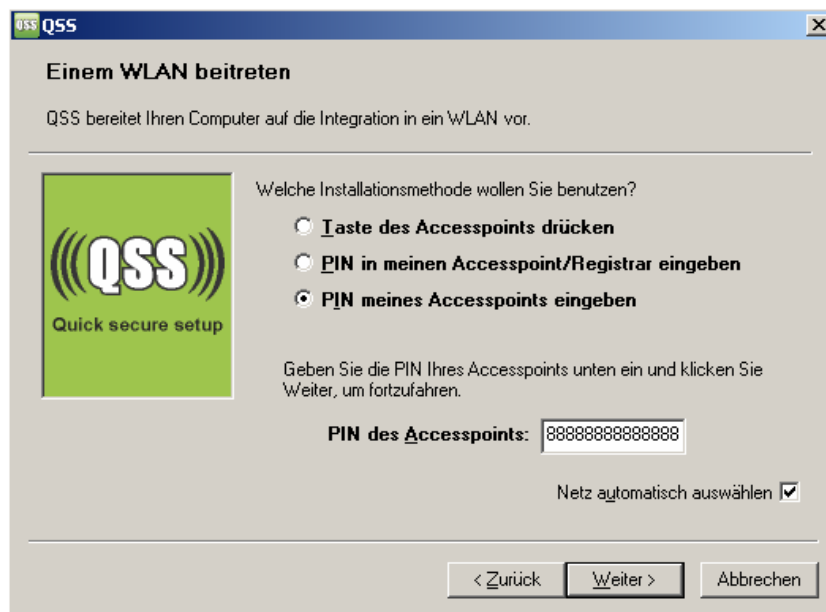 QSS QSS
Einem WLAN beitreten
QSS bereitet Ihren Computer auf die Integration in ein WLAN vor.
Welche Installationsmethode wollen Sie benutzen?
Taste des Accesspoints drücken
PIN in meinen Accesspoint/Registrar eingeben
PIN meines Accesspoints eingeben
QSS
Quick secure setup
Geben Sie die PIN Ihres Accesspoints unten ein und klicken Sie
Weiter, um fortzufahren.
PIN des Accesspoints: 88888888888888
Netz automatisch auswählen
< Zurück Weiter > Abbrechen